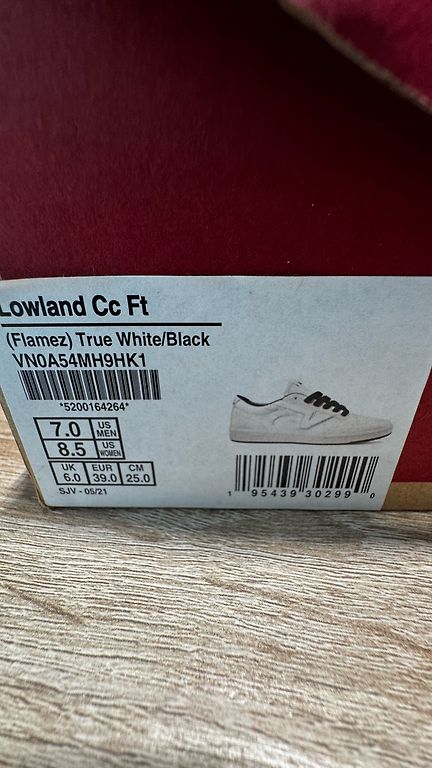 Lowland Cc Ft
(Flamez) True White/Black
VN0A54MH9HK1
*5200164264*
7.0 US MEN
8.5 US WOMEN
UK EUR CM
6.0 39.0 25.0
SJV - 05/21
1 95439 30299 0